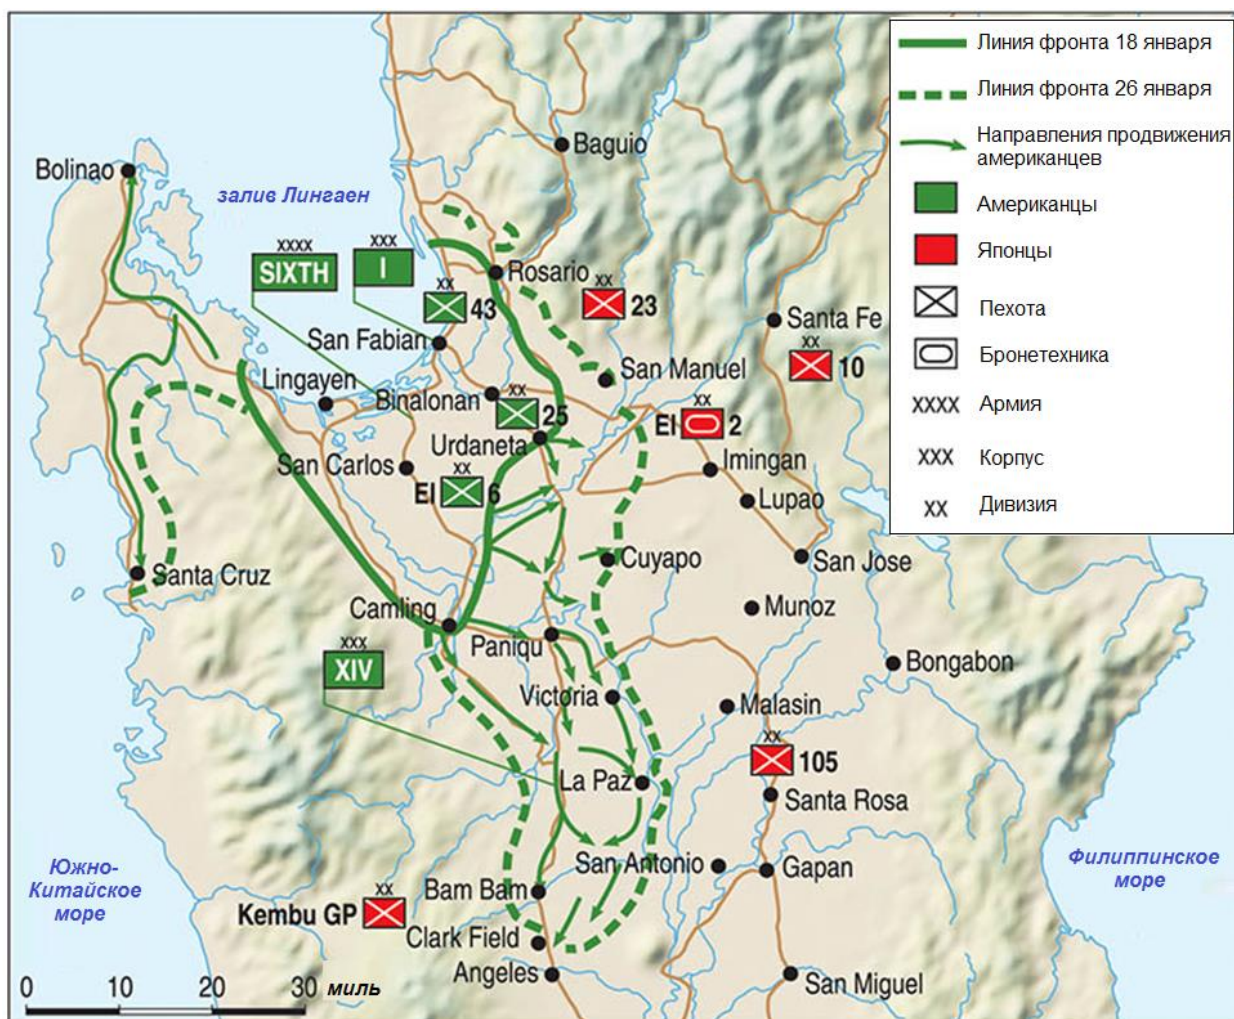 Линия фронта 18 января
Линия фронта 26 января
Направления продвижения
американцев
Американцы
Японцы
Пехота
Бронетехника
XXXX Армия
XXX Корпус
XX Дивизия
Baguio
Bolinao
залив Лингаен
XXXX
SIXTH
XXX
I
Rosario
XX
43
XX
23
Santa Fe
San Fabian
XX
10
San Manuel
Lingayen
Binalonan
XX
25
XX
El 2
Urdaneta
San Carlos
XX
El 6
Imingan
Lupao
Santa Cruz
Cuyapo
San Jose
Camling
Munoz
Paniqu
XXX
XIV
Bongabon
Victoria
Malasin
XX
105
La Paz
Santa Rosa
Южно-
Китайское
море
San Antonio
Gapan
Филиппинское
море
Bam Bam
XX
Kembu GP
Clark Field
Angeles
San Miguel
0 10 20 30 миль